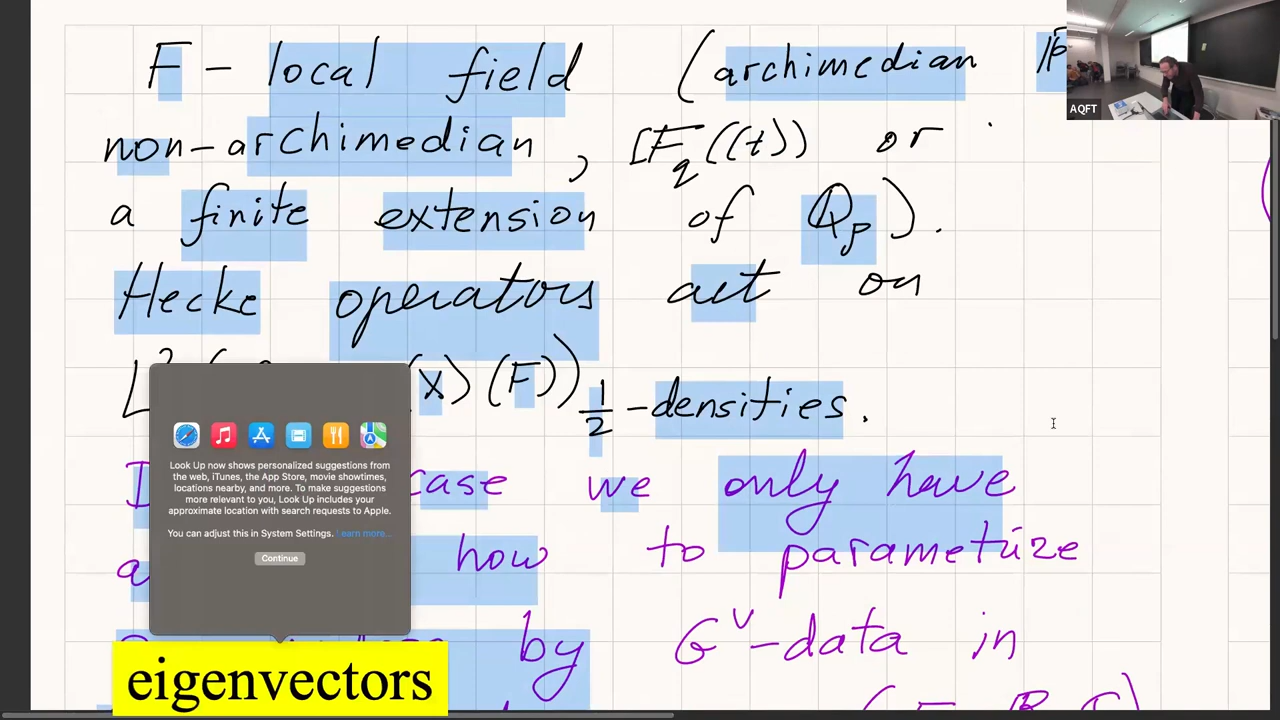 F – local field (archimedian
AQFT
non-archimedian, F_q((t)) or
a finite extension of Q_p).
Hecke operators act on
L² (X)(F))_{1/2} -densities.
case we only have
how to parametrize
by G^∨-data in
Look Up now shows personalized suggestions from
the web, iTunes, the App Store, movie showtimes,
locations nearby, and more. To make suggestions
more relevant to you, Look Up includes your
approximate location with search requests to Apple.
You can adjust this in System Settings. Learn more...
Continue
eigenvectors